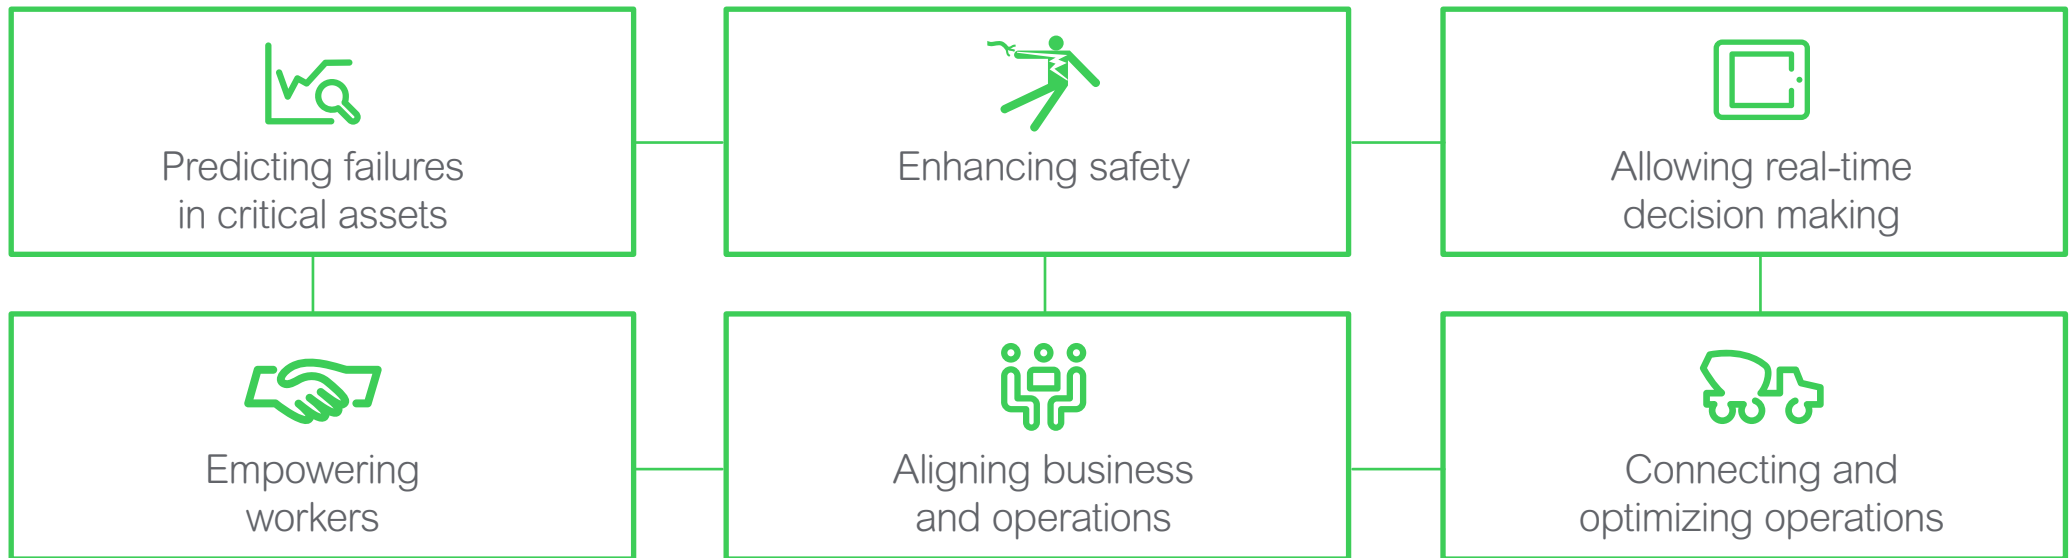 Predicting failures
in critical assets
Enhancing safety
Allowing real-time
decision making
Empowering
workers
Aligning business
and operations
Connecting and
optimizing operations